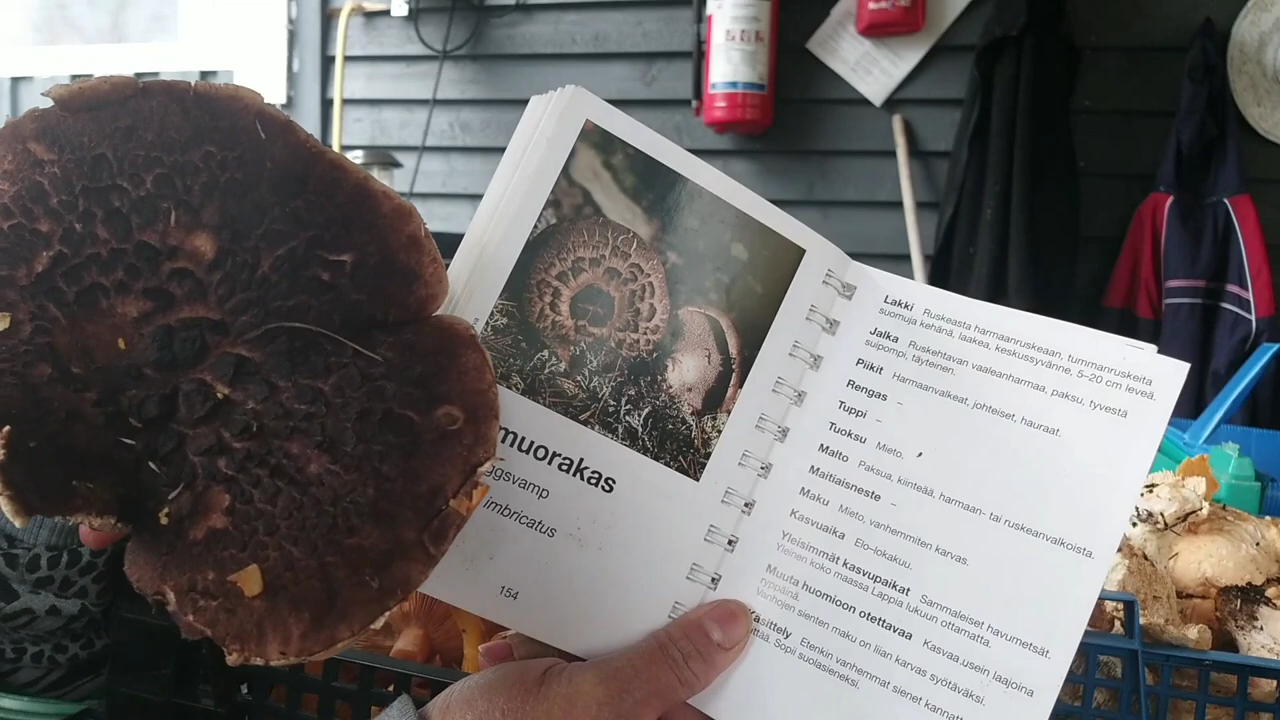 muorakas
ggsvamp
imbricatus
154
Lakki Ruskeasta harmaanruskeaan, tummanruskeita
suomuja kehänä, laakea, keskussyvänne, 5–20 cm leveä.
Jalka Ruskehtavan vaaleanharmaa, paksu, tyvestä
suipompi, täyteinen.
Piikit Harmaanvalkeat, johteiset, hauraat.
Rengas –
Tuppi –
Tuoksu Mieto.
Malto Paksua, kiinteää, harmaan- tai ruskeanvalkoista.
Maitiaisneste –
Maku Mieto, vanhemmiten karvas.
Kasvuaika Elo–lokakuu.
Yleisimmät kasvupaikat Sammaleiset havumetsät.
Yleinen koko maassa Lappia lukuun ottamatta.
Muuta huomioon otettavaa Kasvaa usein laajoina
ryppäinä.
Vanhojen sienten maku on liian karvas syötäväksi.
Käsittely Etenkin vanhemmat sienet kannatt
ittää. Sopii suolasieneksi.